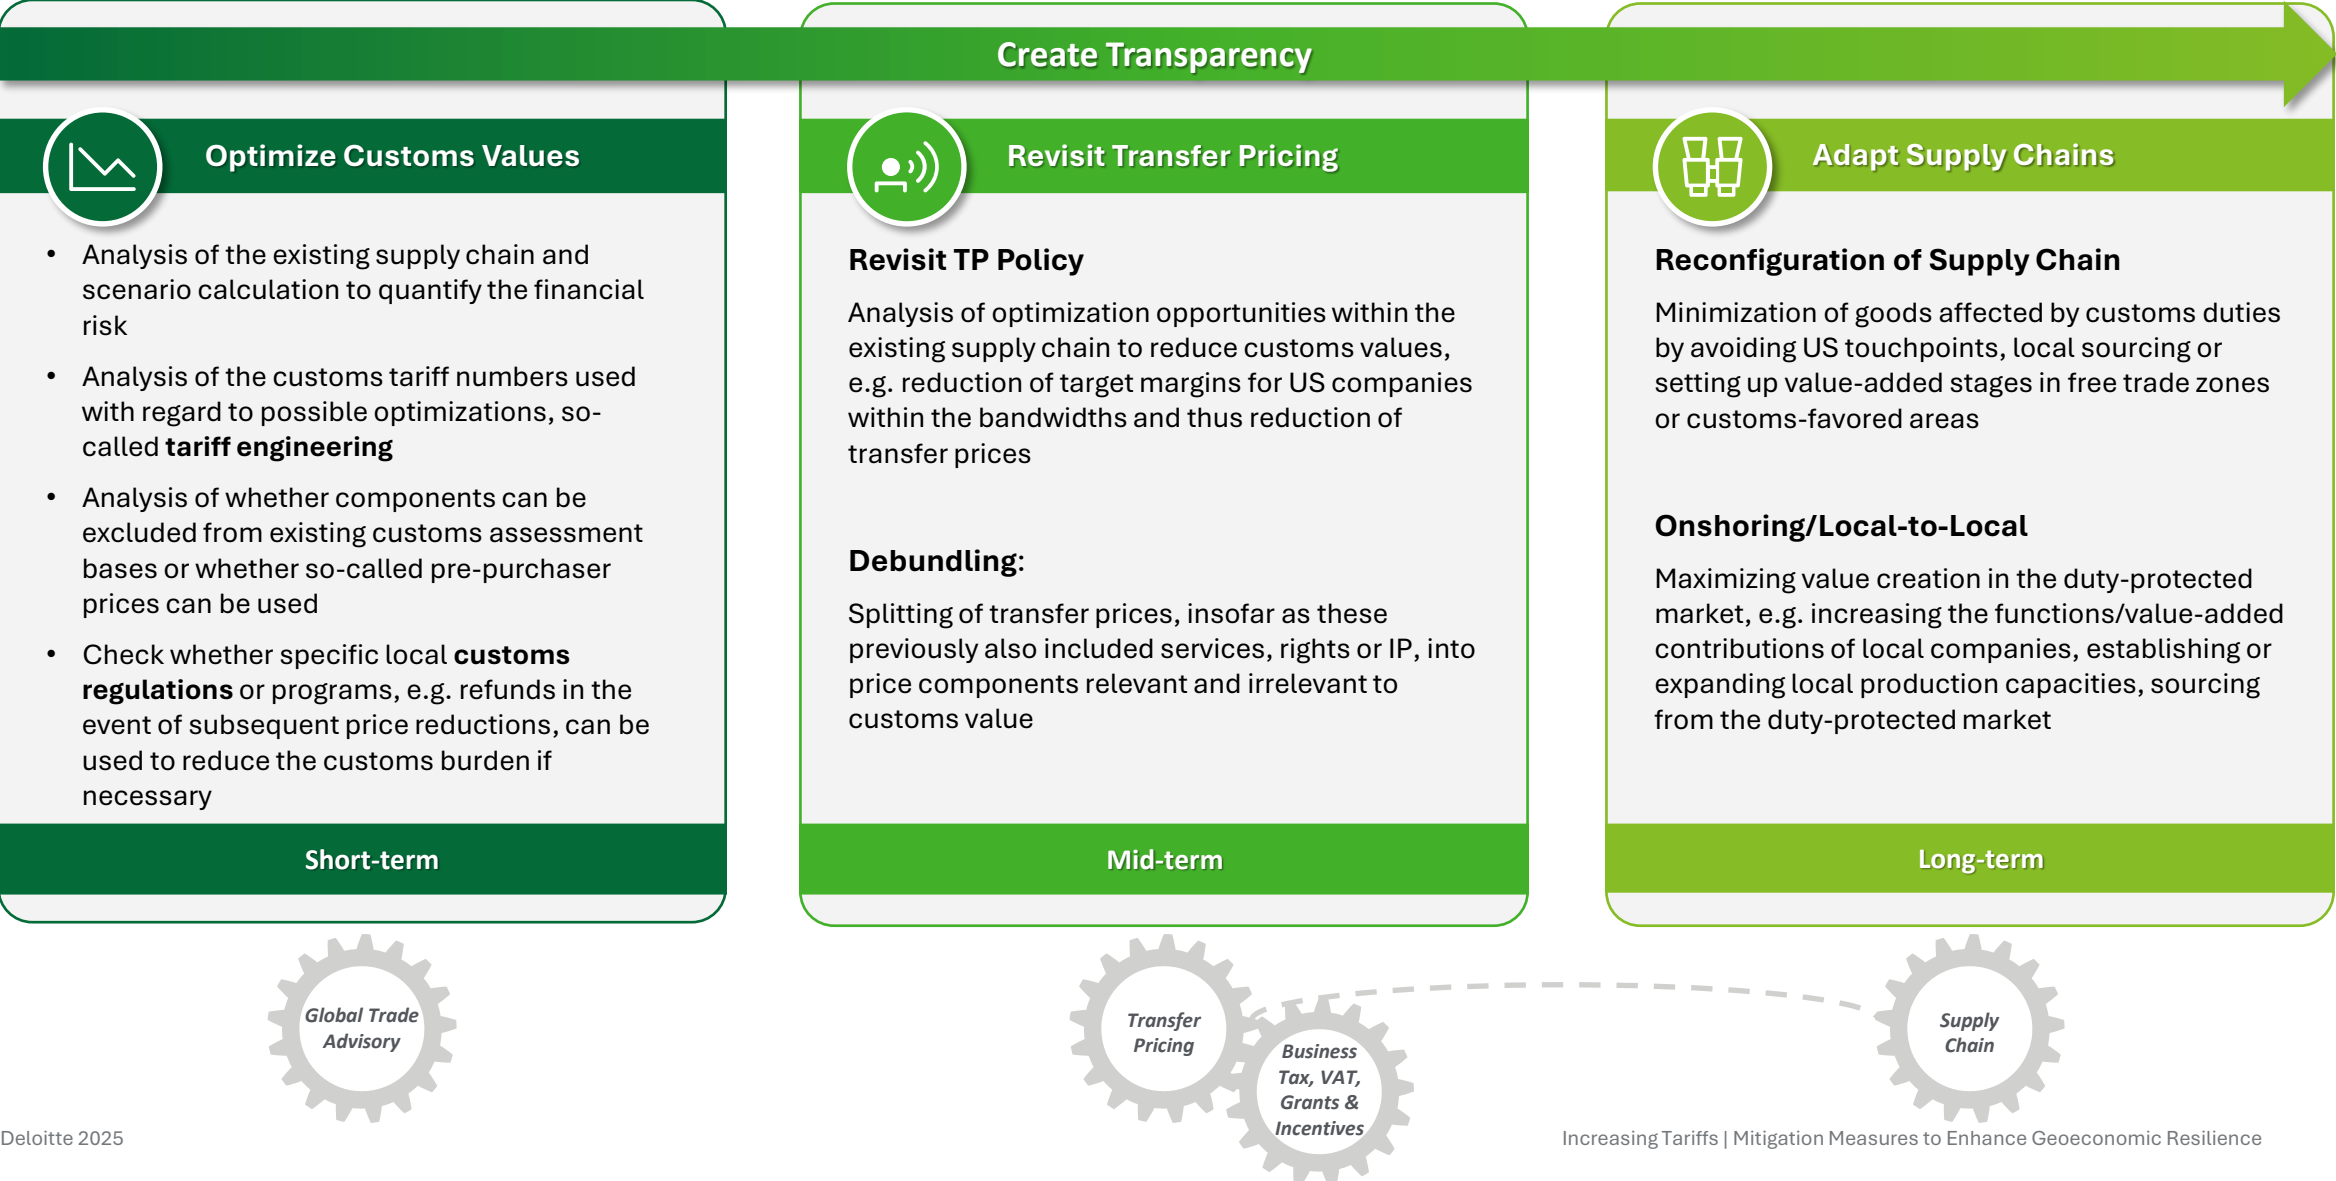 Create Transparency
Optimize Customs Values
• Analysis of the existing supply chain and
scenario calculation to quantify the financial
risk
• Analysis of the customs tariff numbers used
with regard to possible optimizations, so-
called tariff engineering
• Analysis of whether components can be
excluded from existing customs assessment
bases or whether so-called pre-purchaser
prices can be used
• Check whether specific local customs
regulations or programs, e.g. refunds in the
event of subsequent price reductions, can be
used to reduce the customs burden if
necessary
Short-term
Revisit Transfer Pricing
Revisit TP Policy
Analysis of optimization opportunities within the
existing supply chain to reduce customs values,
e.g. reduction of target margins for US companies
within the bandwidths and thus reduction of
transfer prices
Debundling:
Splitting of transfer prices, insofar as these
previously also included services, rights or IP, into
price components relevant and irrelevant to
customs value
Mid-term
Adapt Supply Chains
Reconfiguration of Supply Chain
Minimization of goods affected by customs duties
by avoiding US touchpoints, local sourcing or
setting up value-added stages in free trade zones
or customs-favored areas
Onshoring/Local-to-Local
Maximizing value creation in the duty-protected
market, e.g. increasing the functions/value-added
contributions of local companies, establishing or
expanding local production capacities, sourcing
from the duty-protected market
Long-term
Global Trade
Advisory
Transfer
Pricing
Business
Tax, VAT,
Grants &
Incentives
Supply
Chain
Deloitte 2025
Increasing Tariffs | Mitigation Measures to Enhance Geoeconomic Resilience